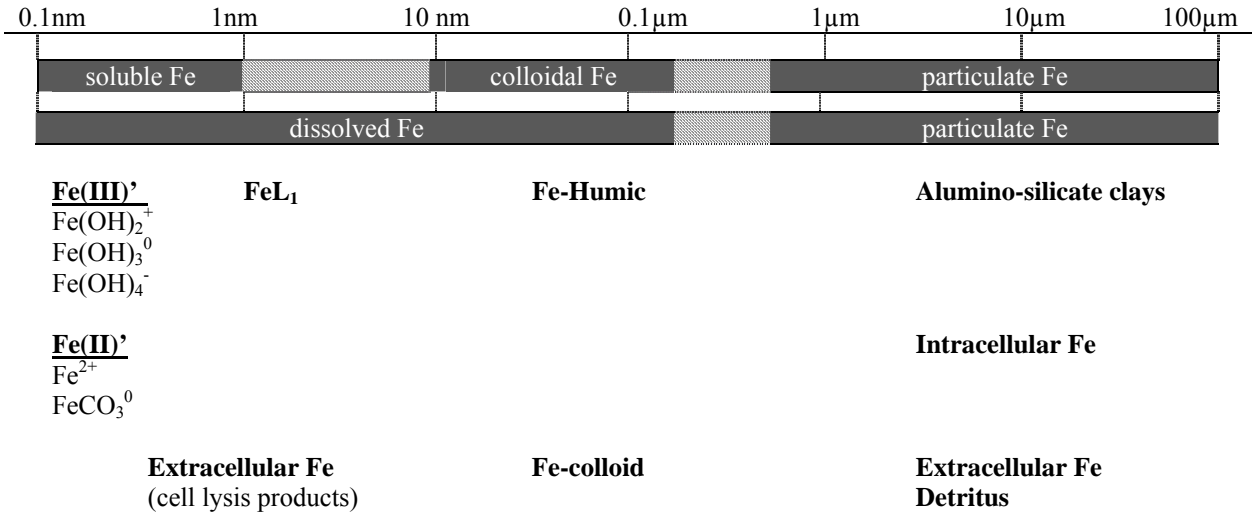 0.1nm 1nm 10 nm 0.1µm 1µm 10µm 100µm
soluble Fe colloidal Fe particulate Fe
dissolved Fe particulate Fe
Fe(III)’ FeL₁ Fe-Humic Alumino-silicate clays
Fe(OH)₂⁺
Fe(OH)₃⁰
Fe(OH)₄⁻
Fe(II)’ Intracellular Fe
Fe²⁺
FeCO₃⁰
Extracellular Fe Fe-colloid Extracellular Fe
(cell lysis products) Detritus